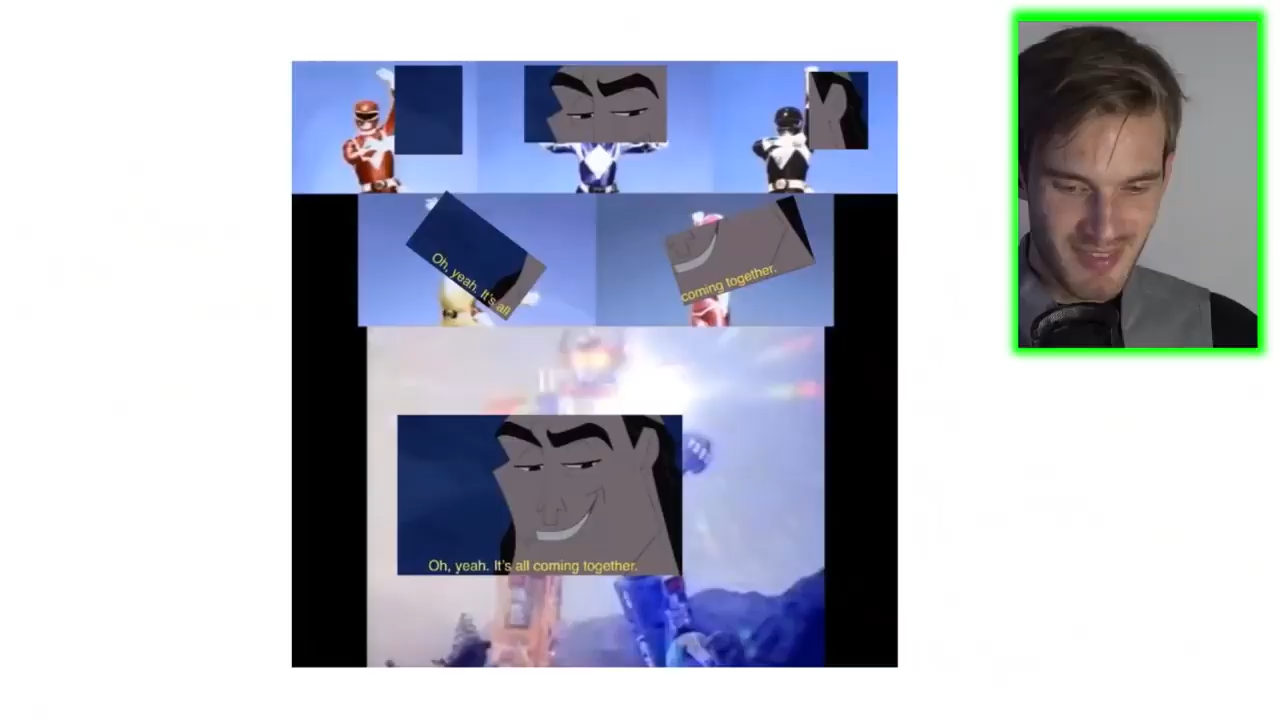 Oh, yeah. It's all
coming together.
Oh, yeah. It's all coming together.